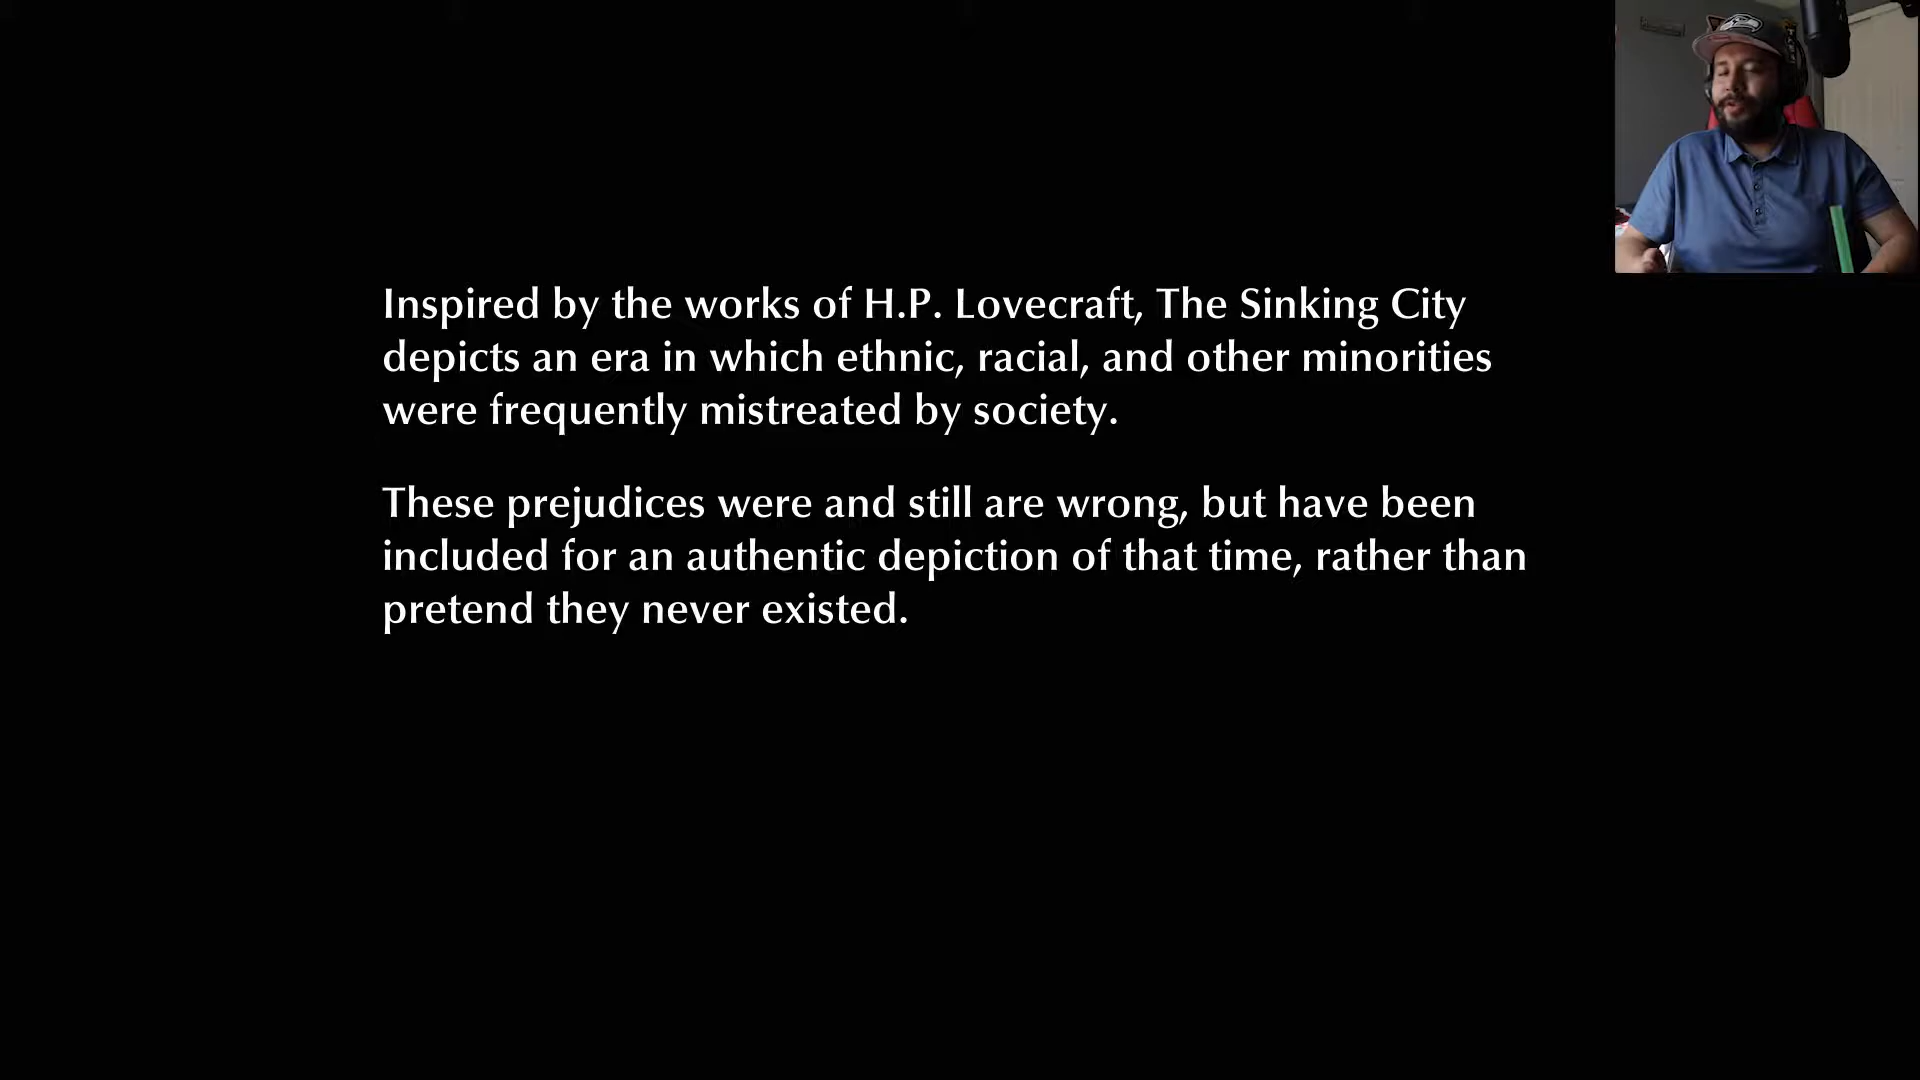 Inspired by the works of H.P. Lovecraft, The Sinking City
depicts an era in which ethnic, racial, and other minorities
were frequently mistreated by society.
These prejudices were and still are wrong, but have been
included for an authentic depiction of that time, rather than
pretend they never existed.